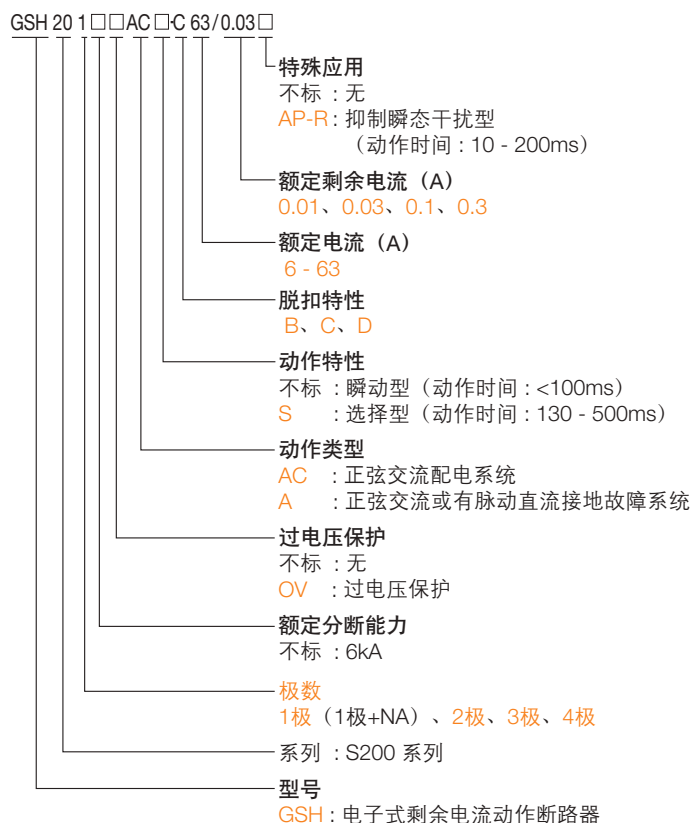 GSH 20 1□□AC□-C 63/0.03□
特殊应用
不标 : 无
AP-R : 抑制瞬态干扰型
（动作时间 : 10 - 200ms）
额定剩余电流（A）
0.01、0.03、0.1、0.3
额定电流（A）
6 - 63
脱扣特性
B、C、D
动作特性
不标 : 瞬动型（动作时间 : <100ms）
S : 选择型（动作时间 : 130 - 500ms）
动作类型
AC : 正弦交流配电系统
A : 正弦交流或有脉动直流接地故障系统
过电压保护
不标 : 无
OV : 过电压保护
额定分断能力
不标 : 6kA
极数
1极（1极+NA）、2极、3极、4极
系列 : S200 系列
型号
GSH : 电子式剩余电流动作断路器